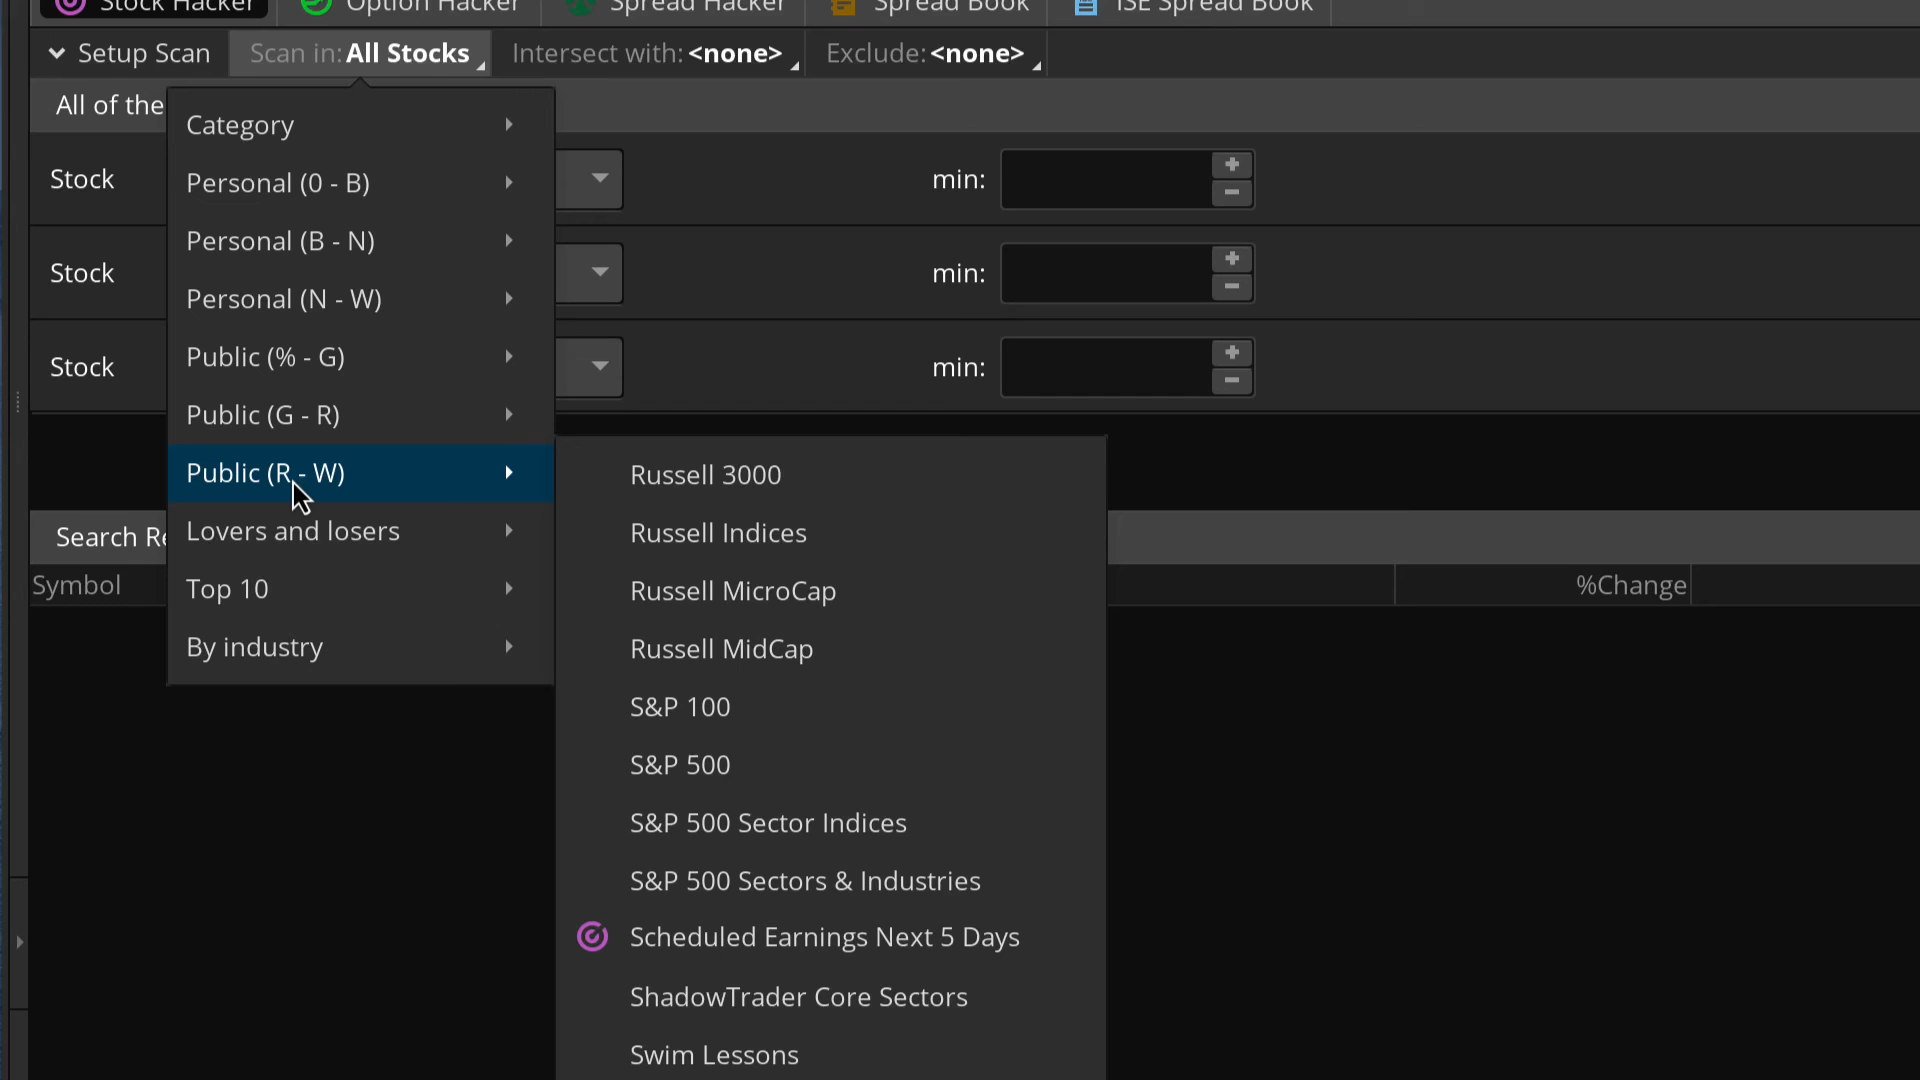 Stock Hacker
Option Hacker
Spread Hacker
Spread Book
ISE Spread Book
Setup Scan
Scan in: All Stocks
Intersect with: <none>
Exclude: <none>
All of the
Category
Personal (0 - B)
Personal (B - N)
Personal (N - W)
Public (% - G)
Public (G - R)
Public (R - W)
Lovers and losers
Top 10
By industry
Stock
min:
Stock
min:
Stock
min:
Russell 3000
Russell Indices
Russell MicroCap
Russell MidCap
S&P 100
S&P 500
S&P 500 Sector Indices
S&P 500 Sectors & Industries
Scheduled Earnings Next 5 Days
ShadowTrader Core Sectors
Swim Lessons
Search
Symbol
%Change